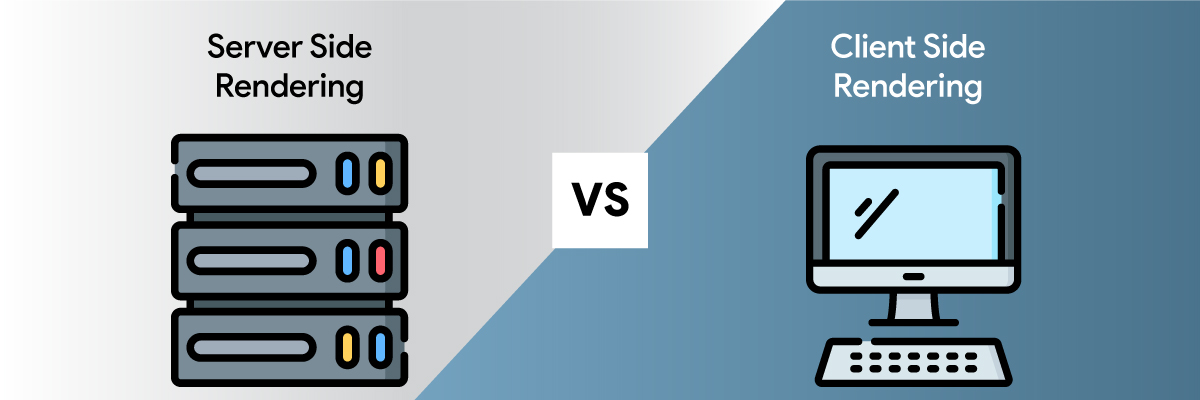 Server Side
Rendering
VS
Client Side
Rendering